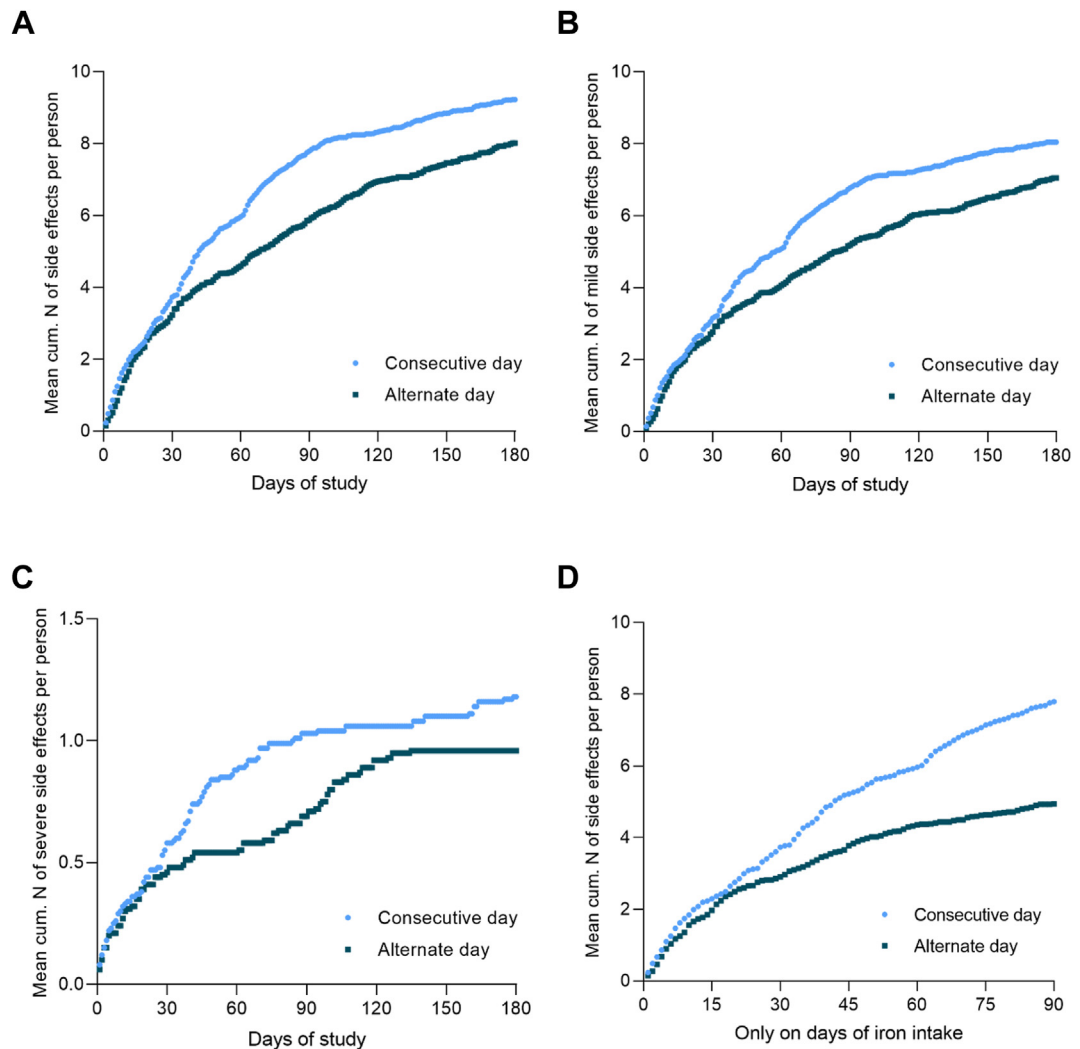 A
Mean cum. N of side effects per person
10
8
6
4
2
0
0 30 60 90 120 150 180
Days of study
Consecutive day
Alternate day
B
Mean cum. N of mild side effects per person
10
8
6
4
2
0
0 30 60 90 120 150 180
Days of study
Consecutive day
Alternate day
C
Mean cum. N of severe side effects per person
1.5
1.0
0.5
0.0
0 30 60 90 120 150 180
Days of study
Consecutive day
Alternate day
D
Mean cum. N of side effects per person
10
8
6
4
2
0
0 15 30 45 60 75 90
Only on days of iron intake
Consecutive day
Alternate day